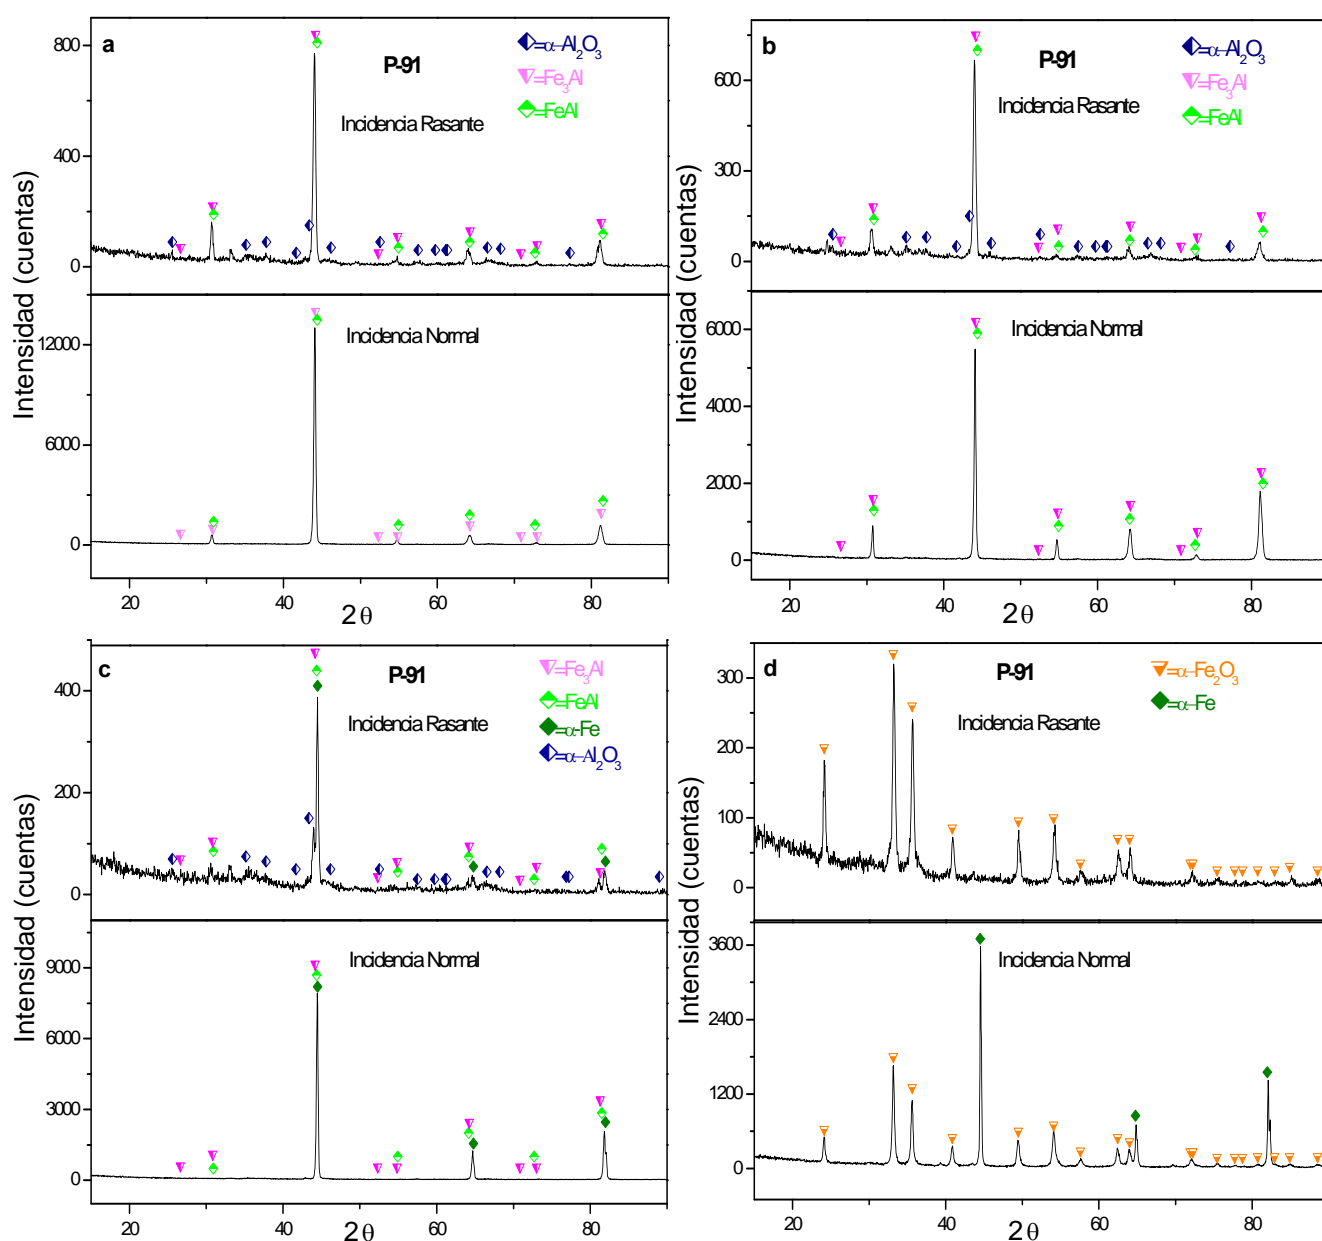 a
P-91
Incidencia Rasante
◆=α-Al2O3
▼=Fe3Al
◆=FeAl
800
400
0
Incidencia Normal
12000
6000
0
20 40 60 80
2θ
Intensidad (cuentas)
b
P-91
Incidencia Rasante
◆=α-Al2O3
▼=Fe3Al
◆=FeAl
600
300
0
Incidencia Normal
6000
4000
2000
0
20 40 60 80
2θ
Intensidad (cuentas)
c
P-91
Incidencia Rasante
▼=Fe3Al
◆=FeAl
◆=α-Fe
◆=α-Al2O3
400
200
0
Incidencia Normal
9000
6000
3000
0
20 40 60 80
2θ
Intensidad (cuentas)
d
P-91
Incidencia Rasante
▼=α-Fe2O3
◆=α-Fe
300
200
100
0
Incidencia Normal
3600
2400
1200
0
20 40 60 80
2θ
Intensidad (cuentas)